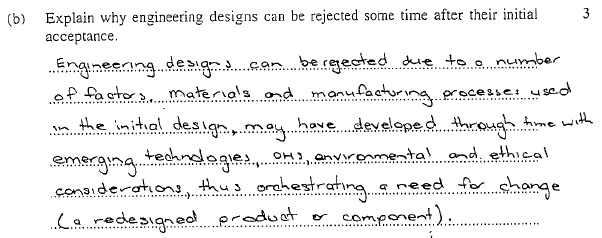 (b) Explain why engineering designs can be rejected some time after their initial 3
acceptance.
Engineering designs can be rejected due to a number
of factors. materials and manufacturing processes used
in the initial design, may have developed through time with
emerging technologies, OHS, environmental and ethical
considerations, thus orchestrating a need for change
(a redesigned product or component).